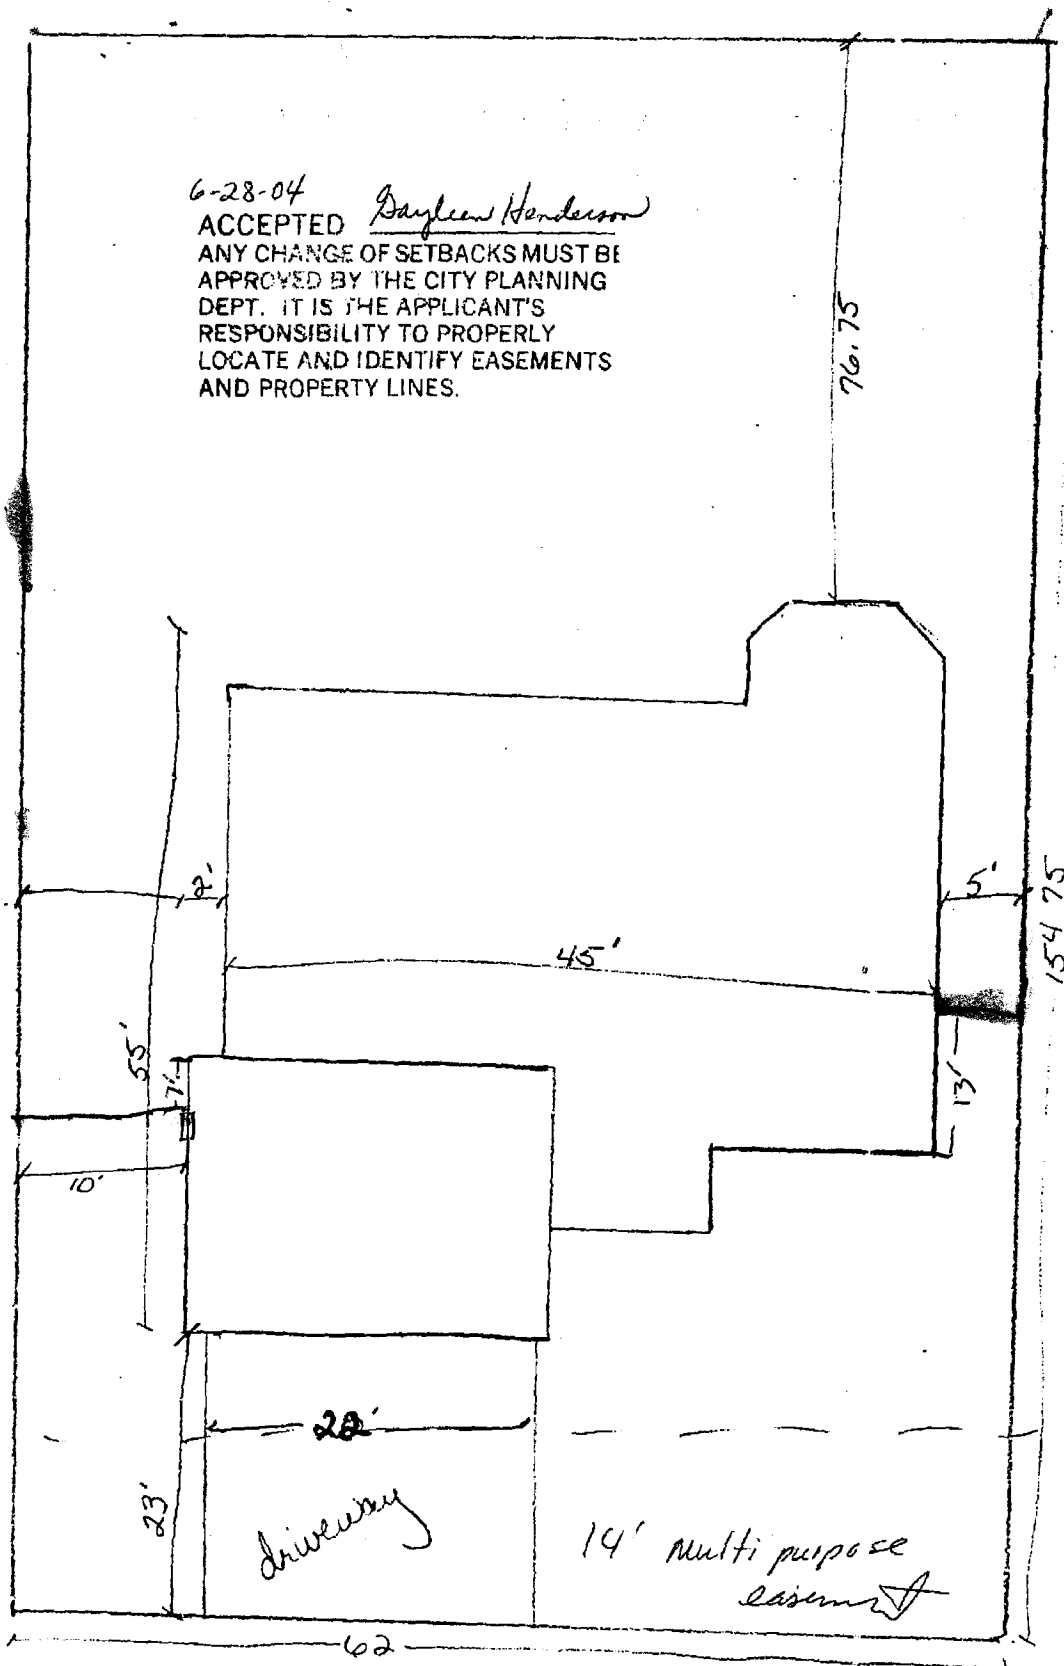 6-28-04
ACCEPTED Gayleen Henderson
ANY CHANGE OF SETBACKS MUST BE
APPROVED BY THE CITY PLANNING
DEPT. IT IS THE APPLICANT'S
RESPONSIBILITY TO PROPERLY
LOCATE AND IDENTIFY EASEMENTS
AND PROPERTY LINES.
76.75
2'
5'
154 75
45'
55'
7'
13'
10'
22'
23'
driveway
14' multi purpose
easement
62